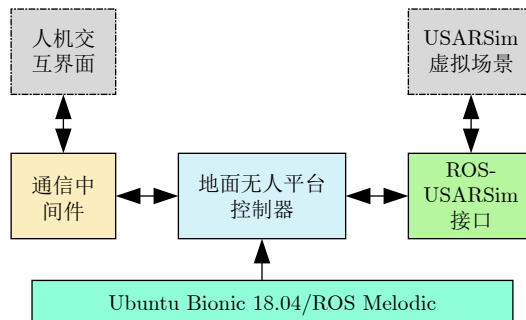 人机交
互界面
USARSim
虚拟场景
通信中
间件
地面无人平台
控制器
ROS-
USARSim
接口
Ubuntu Bionic 18.04/ROS Melodic